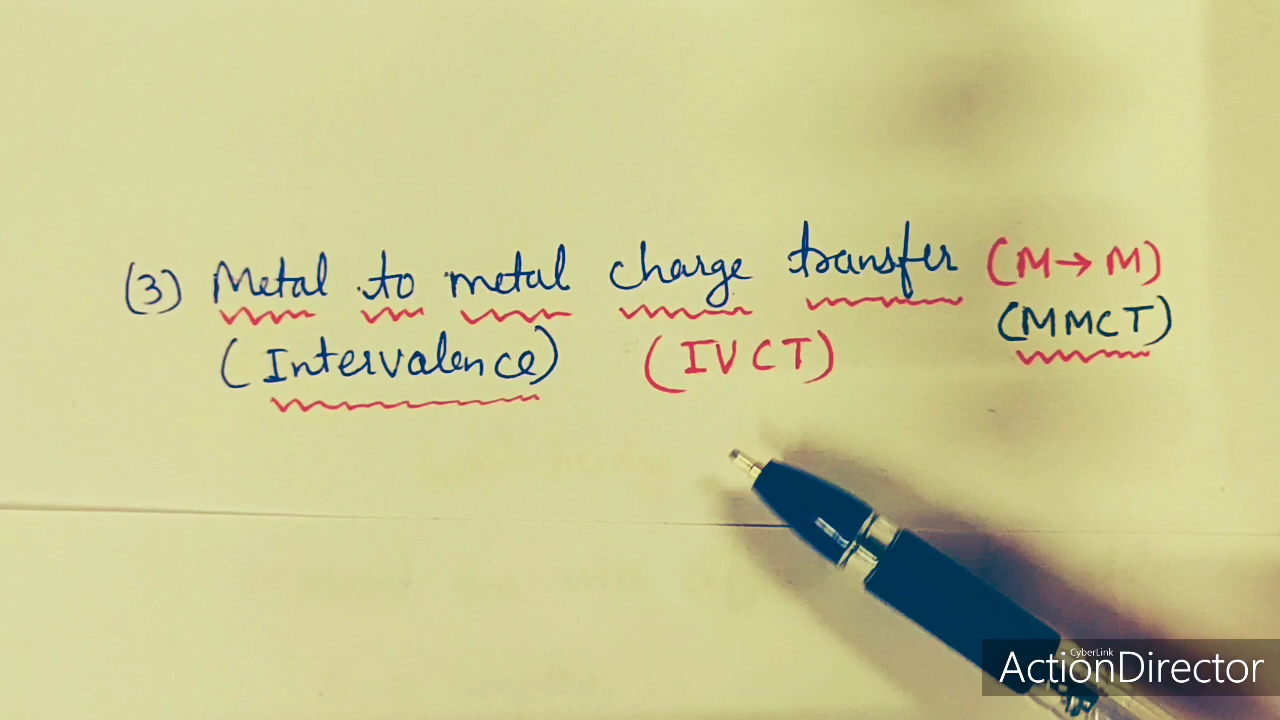 (3) Metal to metal charge transfer (M→M)
(MMCT)
(Intervalence) (IVCT)
CyberLink
ActionDirector